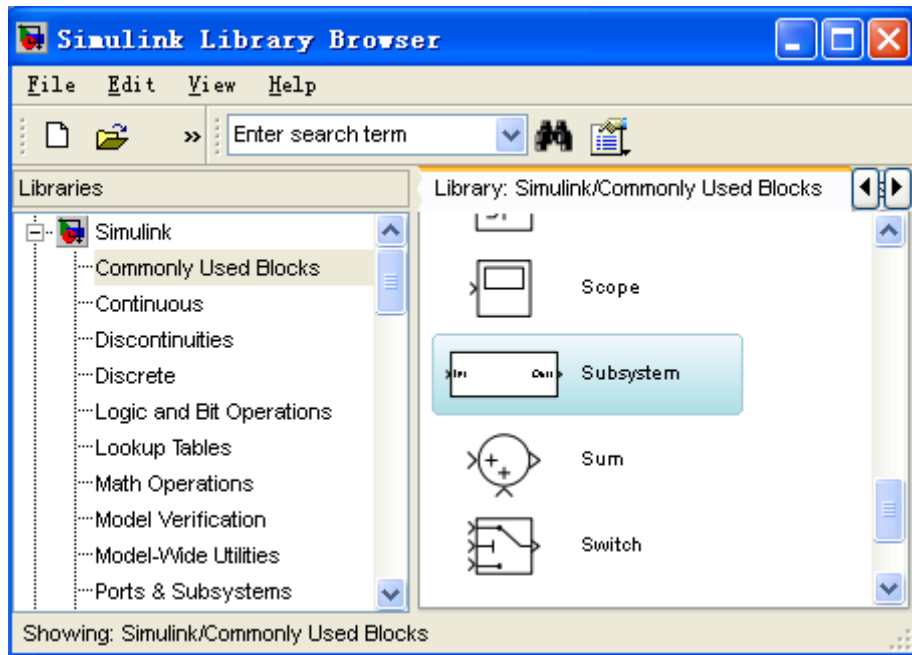 Simulink Library Browser
File Edit View Help
» Enter search term
Libraries
Library: Simulink/Commonly Used Blocks
Simulink
Commonly Used Blocks
Continuous
Discontinuities
Discrete
Logic and Bit Operations
Lookup Tables
Math Operations
Model Verification
Model-Wide Utilities
Ports & Subsystems
Scope
Subsystem
Sum
Switch
Showing: Simulink/Commonly Used Blocks